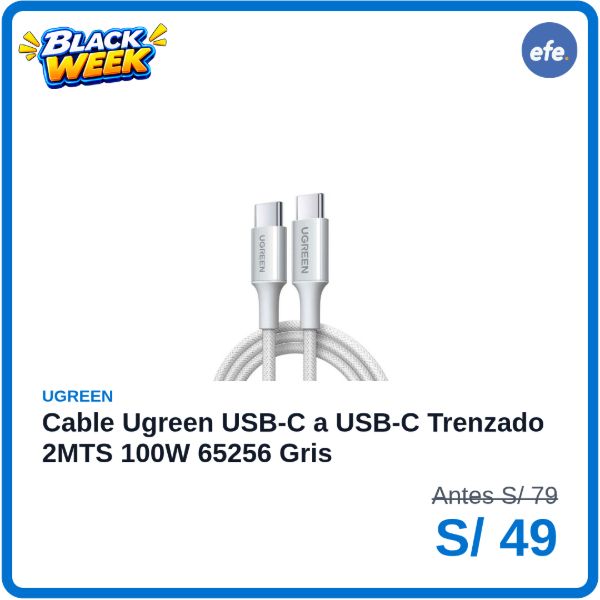 BLACK
WEEK
efe.
UGREEN
UGREEN
UGREEN
Cable Ugreen USB-C a USB-C Trenzado
2MTS 100W 65256 Gris
Antes S/ 79
S/ 49